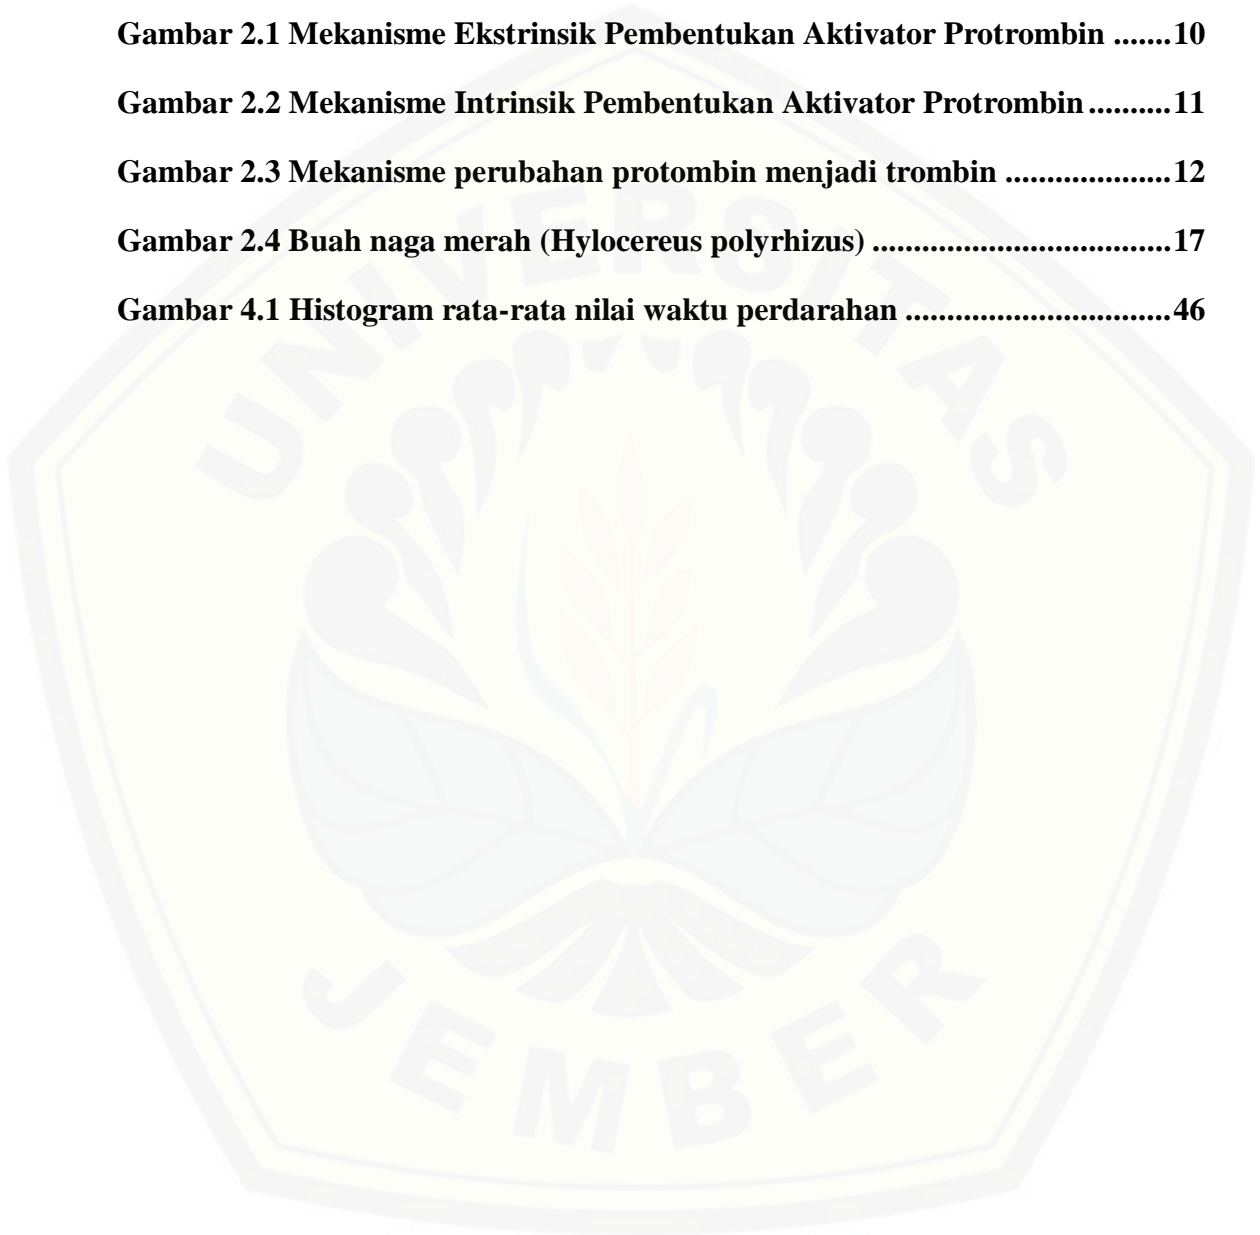 Gambar 2.1 Mekanisme Ekstrinsik Pembentukan Aktivator Protrombin .......10
Gambar 2.2 Mekanisme Intrinsik Pembentukan Aktivator Protrombin..........11
Gambar 2.3 Mekanisme perubahan protombin menjadi trombin ....................12
Gambar 2.4 Buah naga merah (Hylocereus polyrhizus) ....................................17
Gambar 4.1 Histogram rata-rata nilai waktu perdarahan ................................46
UNIVERSITAS
JEMBER